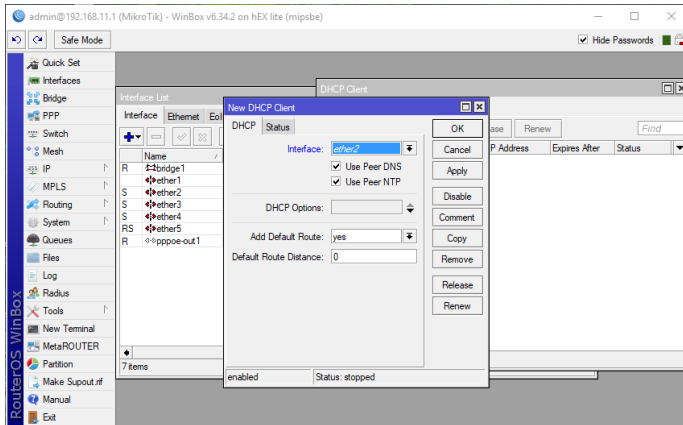 admin@192.168.11.1 (MikroTik) - WinBox v6.34.2 on hEX lite (mipsbe)
Safe Mode
Hide Passwords
Quick Set
Interfaces
Bridge
PPP
Switch
Mesh
IP
MPLS
Routing
System
Queues
Files
Log
Radius
Tools
New Terminal
MetaROUTER
Partition
Make Supout.rif
Manual
Exit
RouterOS WinBox
Interface List
Interface Ethernet EoI
Name
R bridge1
ether1
S ether2
S ether3
S ether4
RS ether5
R pppoe-out1
7 items
DHCP Client
Renew
Find
P Address Expires After Status
New DHCP Client
DHCP Status
Interface: ether2
Use Peer DNS
Use Peer NTP
DHCP Options:
Add Default Route: yes
Default Route Distance: 0
OK
Cancel
Apply
Disable
Comment
Copy
Remove
Release
Renew
enabled
Status: stopped